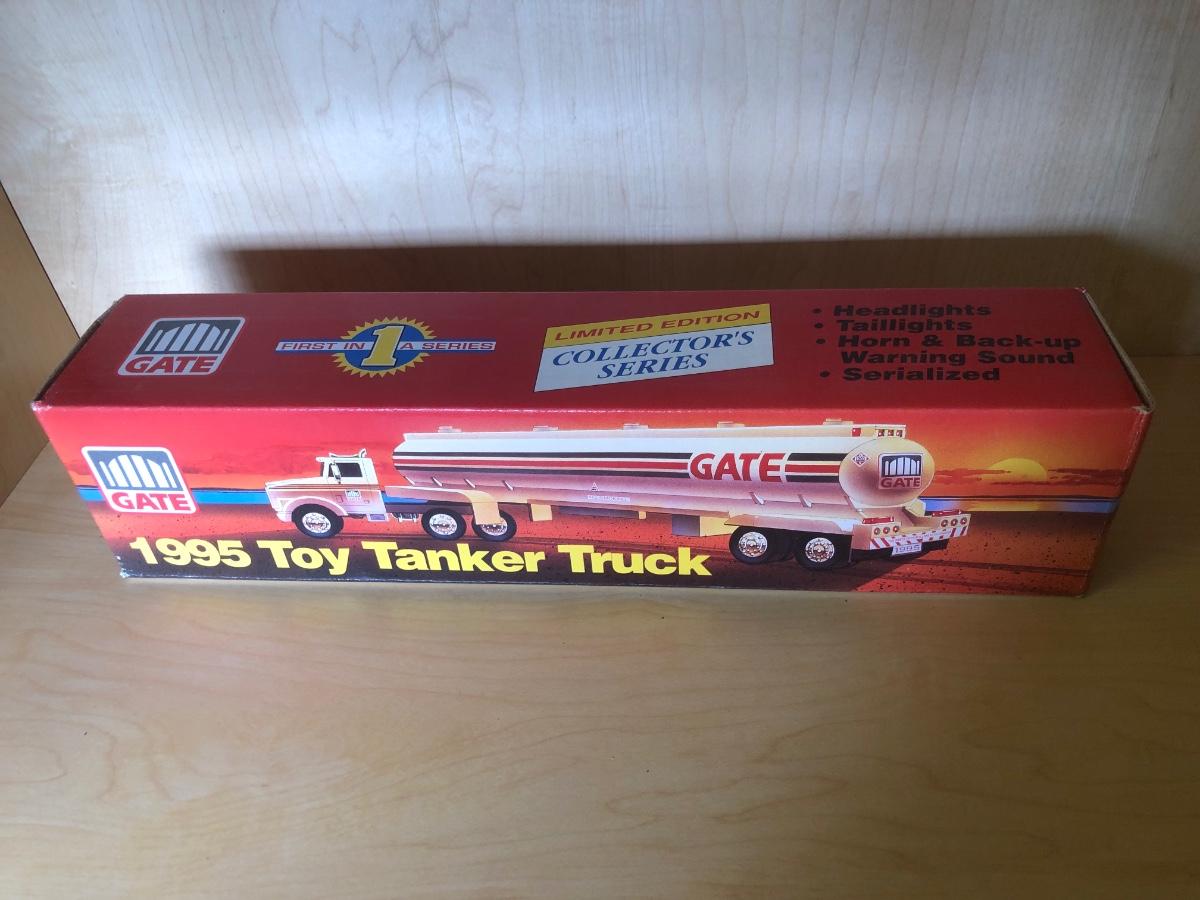 GATE
FIRST IN 1 A SERIES
LIMITED EDITION
COLLECTOR'S
SERIES
• Headlights
• Taillights
• Horn & Back-up
Warning Sound
• Serialized
GATE
GATE
GATE
1995
1995 Toy Tanker Truck